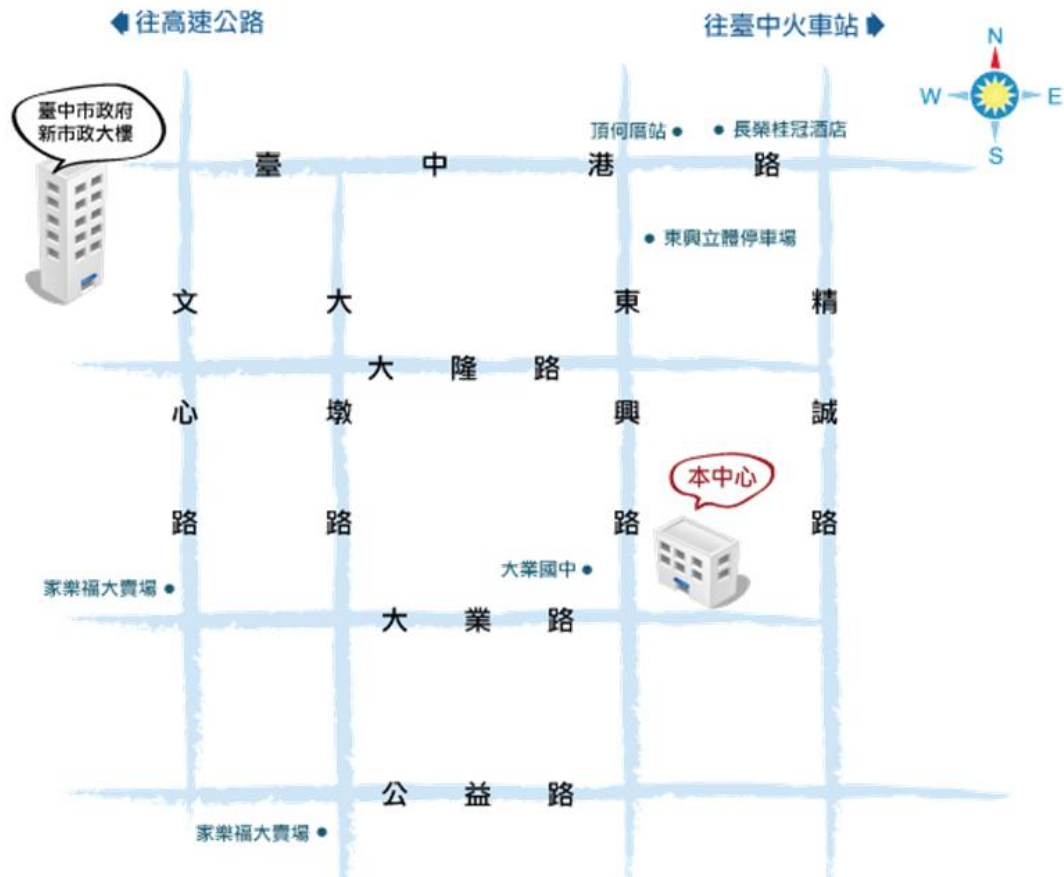 往高速公路
往臺中火車站
N
W
E
S
臺中市政府
新市政大樓
頂何厝站
長榮桂冠酒店
臺中港路
東興立體停車場
文心路
大墩路
東興路
精誠路
大隆路
本中心
大業國中
家樂福大賣場
大業路
公益路
家樂福大賣場